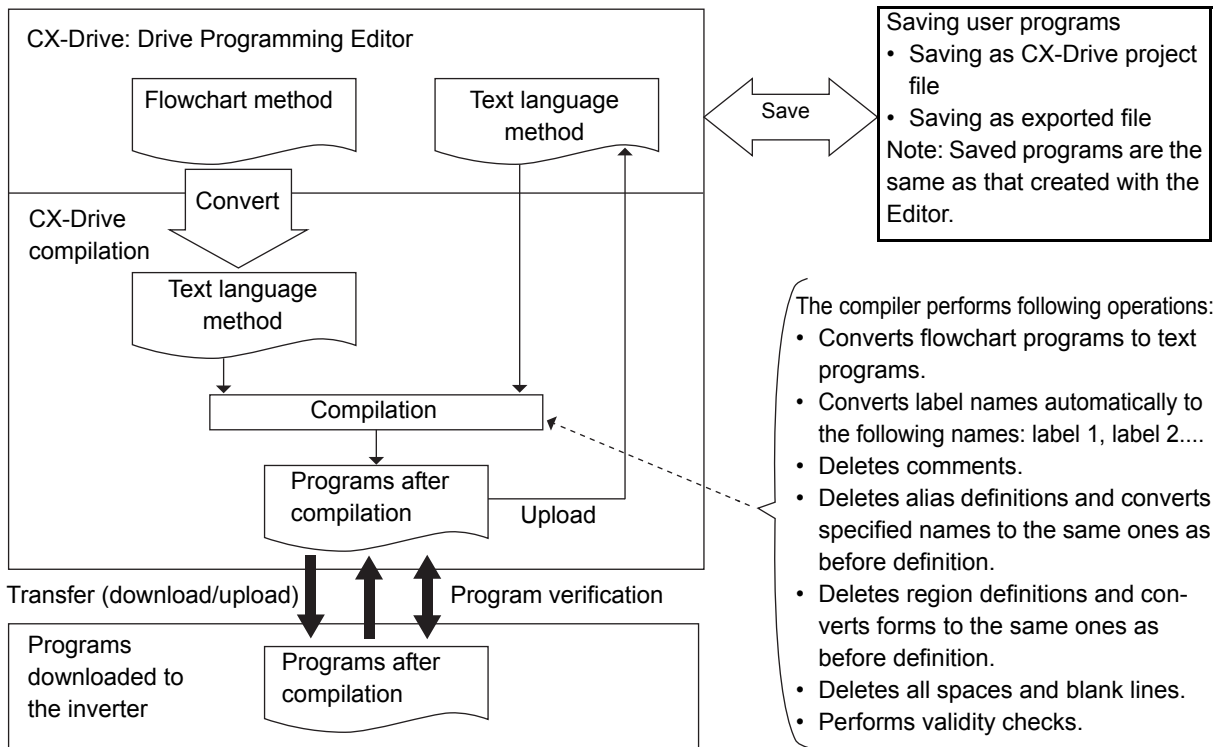 CX-Drive: Drive Programming Editor
Flowchart method
Text language
method
Save
Saving user programs
• Saving as CX-Drive project
file
• Saving as exported file
Note: Saved programs are the
same as that created with the
Editor.
Convert
CX-Drive
compilation
Text language
method
Compilation
Programs after
compilation
Upload
The compiler performs following operations:
• Converts flowchart programs to text
programs.
• Converts label names automatically to
the following names: label 1, label 2....
• Deletes comments.
• Deletes alias definitions and converts
specified names to the same ones as
before definition.
• Deletes region definitions and con-
verts forms to the same ones as
before definition.
• Deletes all spaces and blank lines.
• Performs validity checks.
Transfer (download/upload)
Program verification
Programs
downloaded to
the inverter
Programs after
compilation